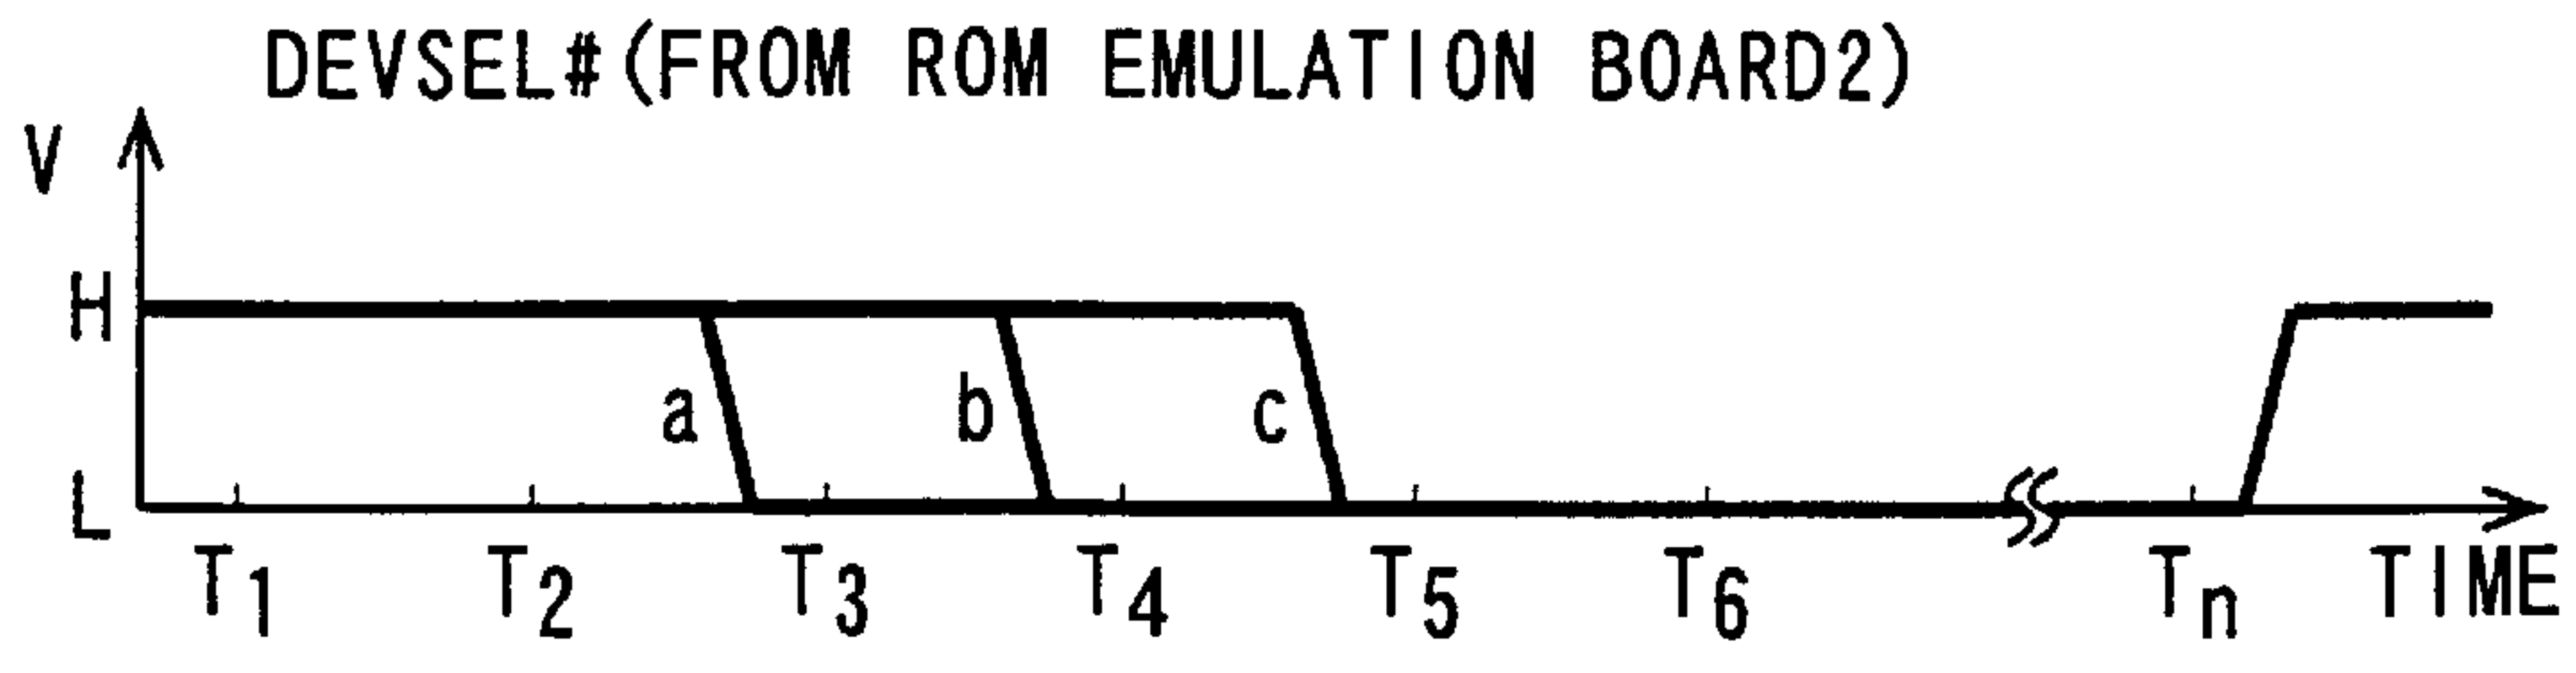 DEVSEL#(FROM ROM EMULATION BOARD2)
V
H
a b c
L
T1 T2 T3 T4 T5 T6 Tn TIME